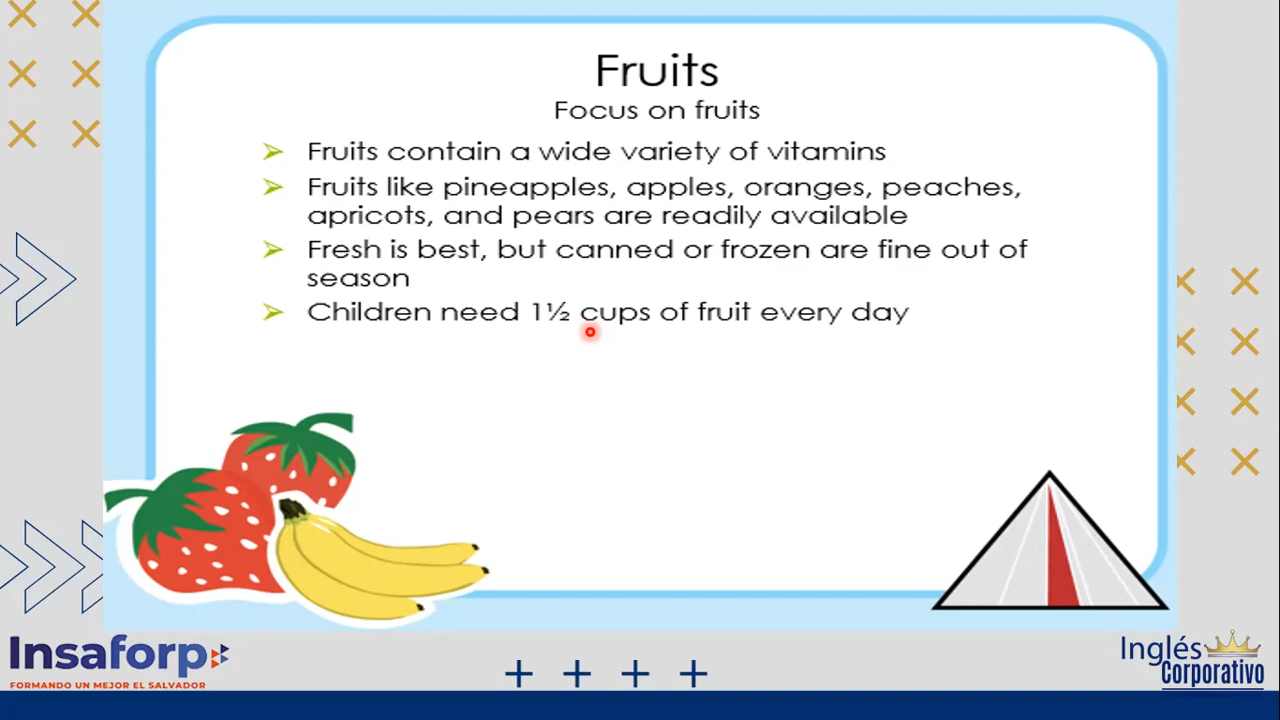 Fruits
Focus on fruits
Fruits contain a wide variety of vitamins
Fruits like pineapples, apples, oranges, peaches,
apricots, and pears are readily available
Fresh is best, but canned or frozen are fine out of
season
Children need 1½ cups of fruit every day
Insaforp
FORMANDO UN MEJOR EL SALVADOR
Inglés
Corporativo